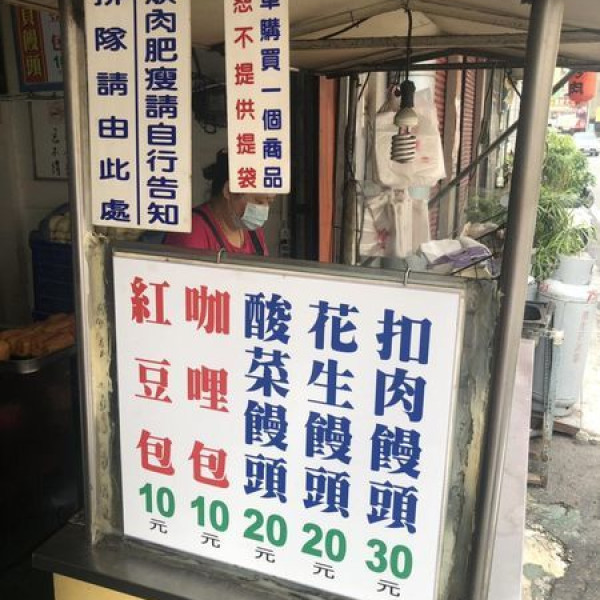 排隊請由此處
肉肥瘦請自行告知
購買一個商品
恕不提供提袋
扣肉饅頭 30元
花生饅頭 20元
酸菜饅頭 20元
咖哩包 10元
紅豆包 10元
饅頭